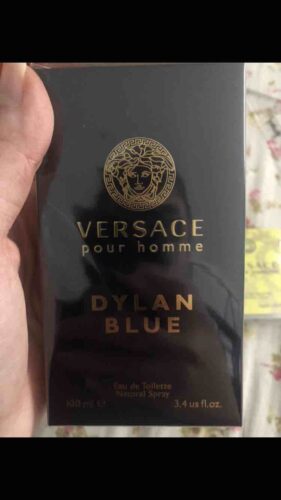 VERSACE
pour homme
DYLAN
BLUE
Eau de Toilette
Natural Spray
100 ml ℮ 3.4 us fl.oz.